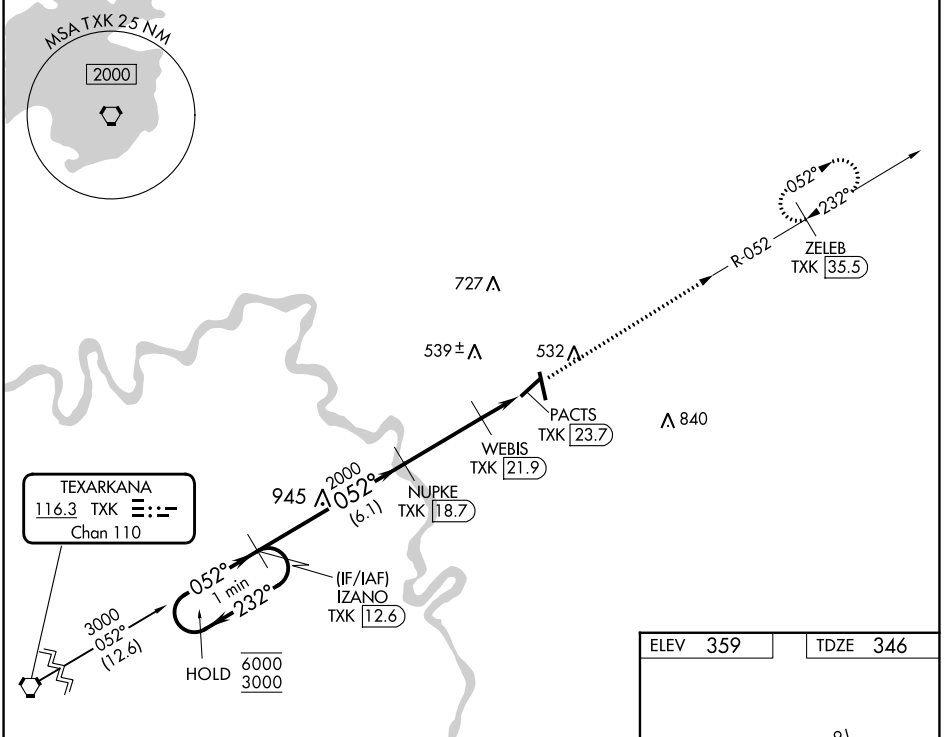 MSA TXK 25 NM
2000
052°
232°
R-052
ZELEB
TXK 35.5
727
539±
532
840
PACTS
TXK 23.7
WEBIS
TXK 21.9
945
2000
052°
(6.1)
NUPKE
TXK 18.7
TEXARKANA
116.3 TXK
Chan 110
052°
1 min
232°
(IF/IAF)
IZANO
TXK 12.6
3000
052°
(12.6)
HOLD
6000
3000
ELEV 359
TDZE 346